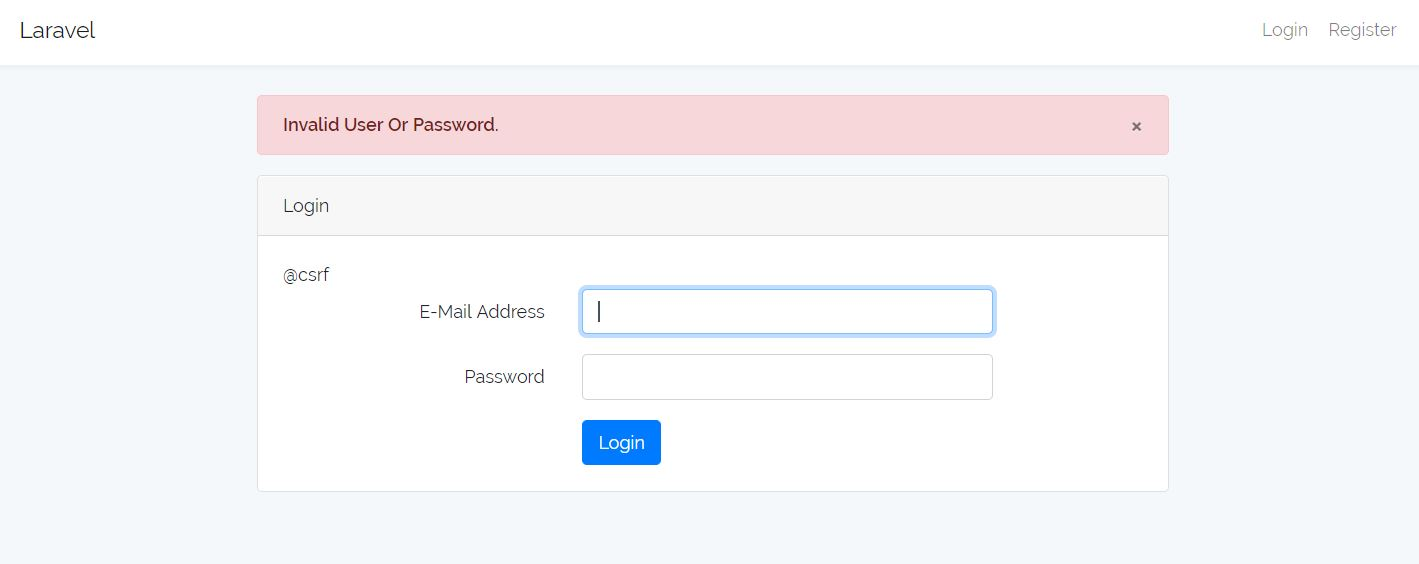 Laravel
Login Register
Invalid User Or Password. ×
Login
@csrf
E-Mail Address
Password
Login